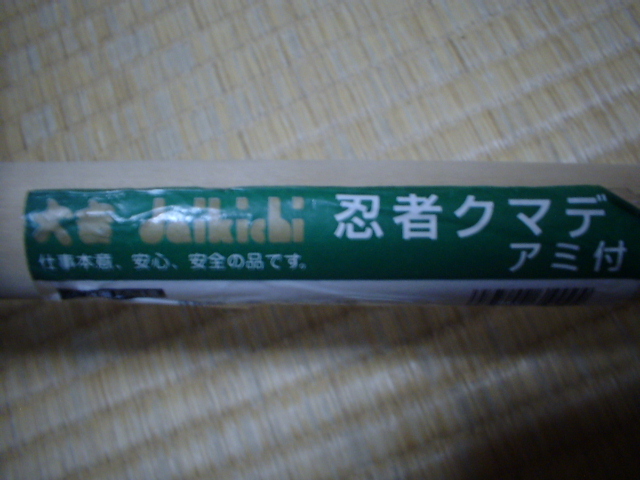 大吉 daikichi
忍者クマデ
アミ付
仕事本意、安心、安全の品です。